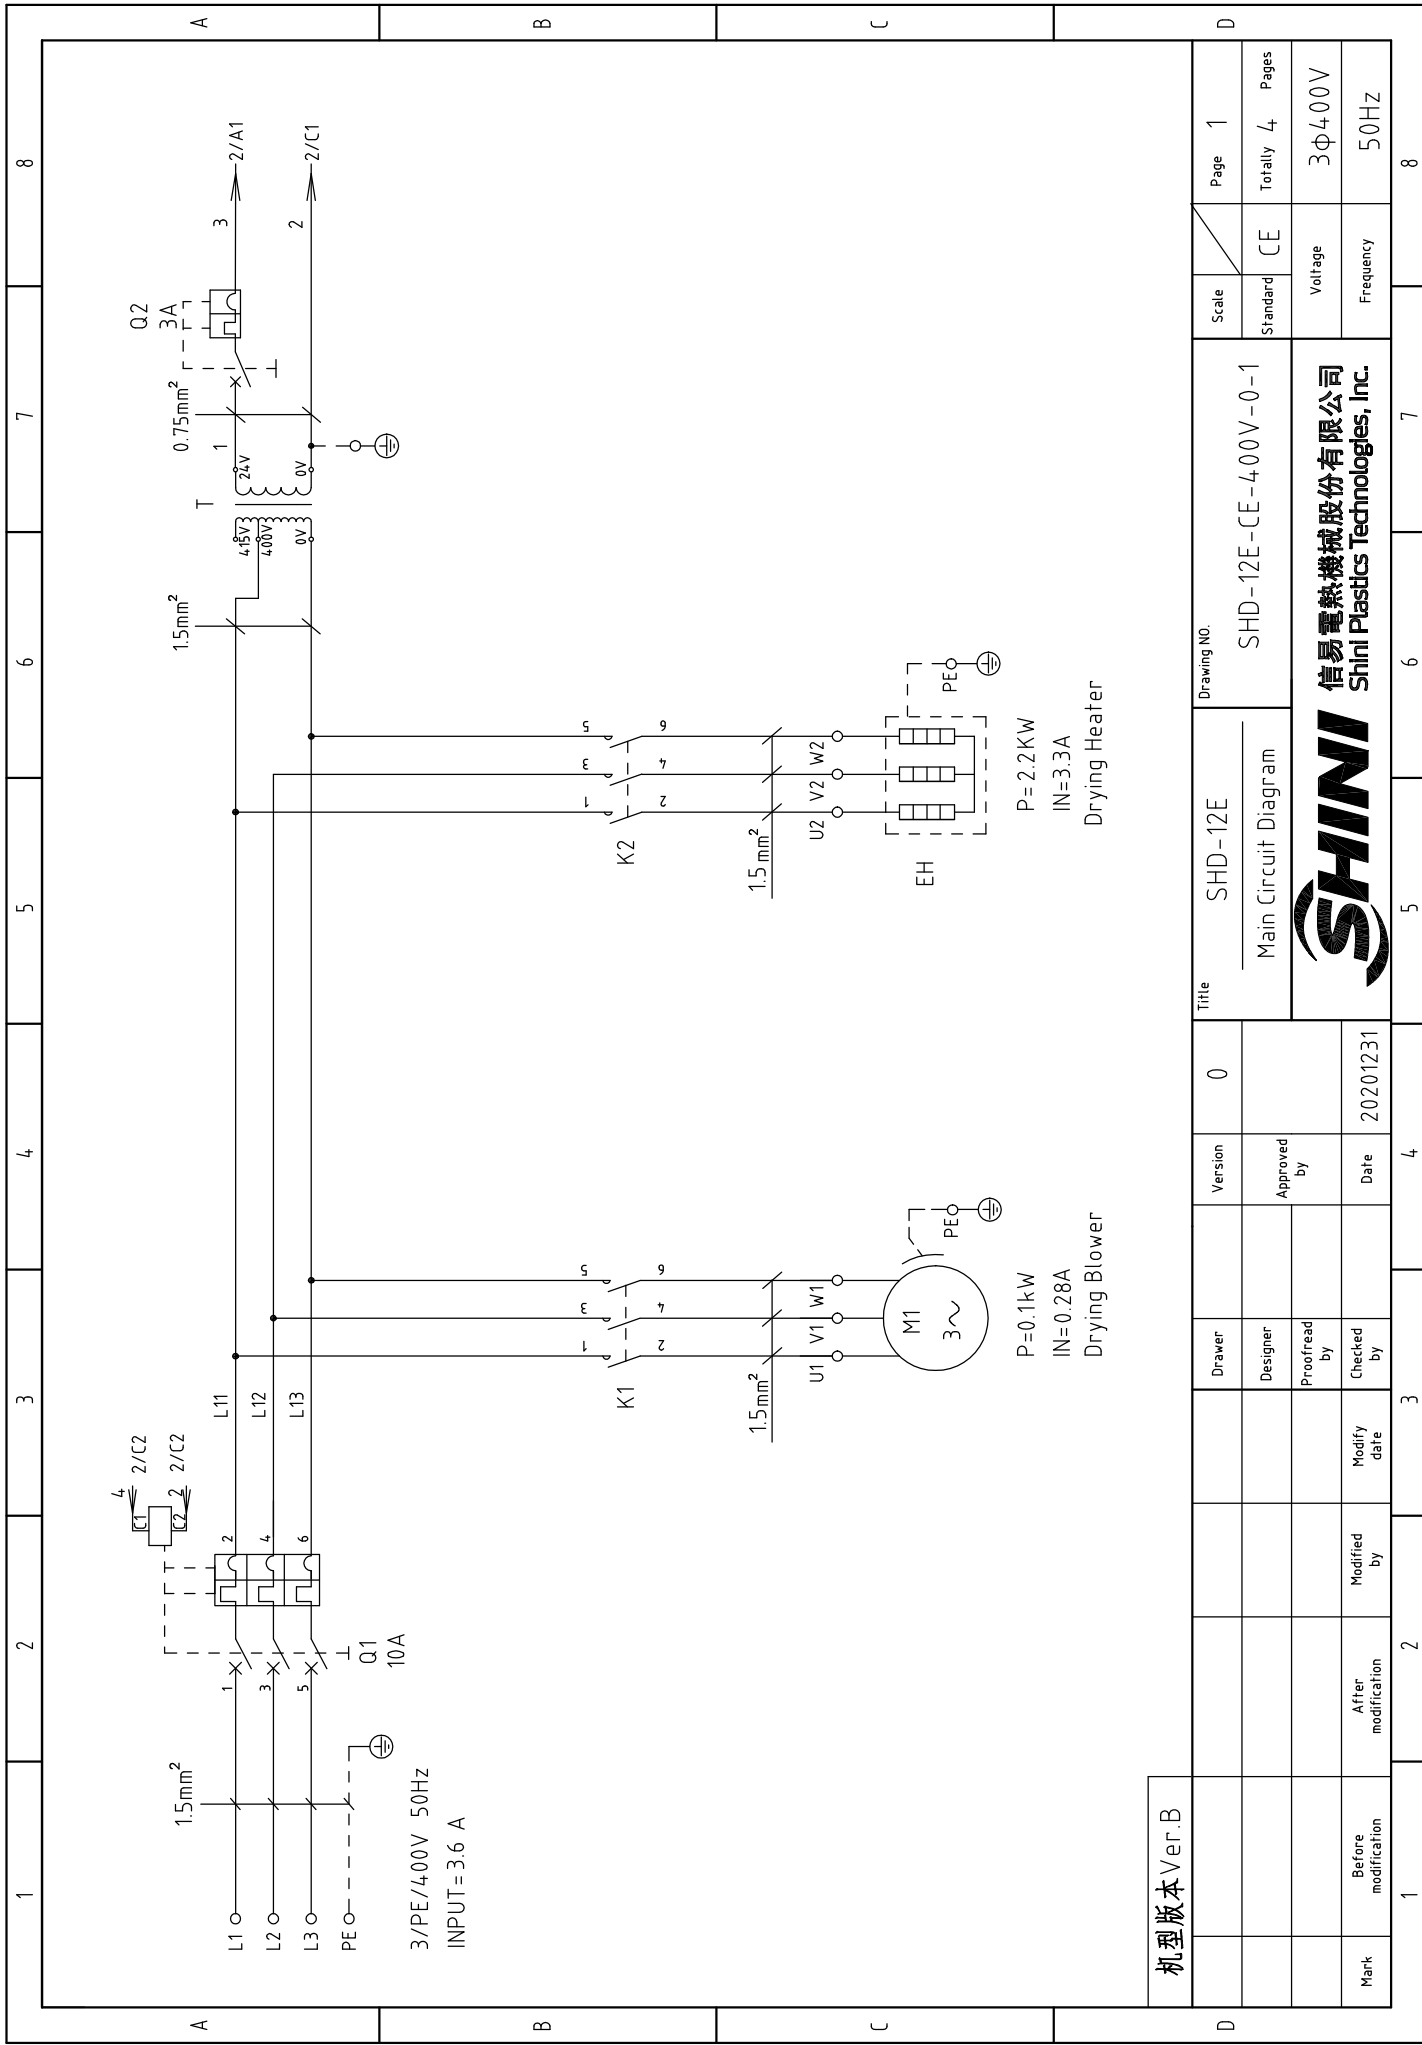 1 2 3 4 5 6 7 8
A
B
C
D
L1
L2
L3
PE
1.5mm²
3/PE/400V 50Hz
INPUT=3.6 A
1
3
5
Q1
10A
2
4
6
C1
C2
4 2/C2
2 2/C2
L11
L12
L13
1 3 5
K1
2 4 6
1.5mm²
U1 V1 W1
M1
3~
PE
P=0.1kW
IN=0.28A
Drying Blower
1 3 5
K2
2 4 6
1.5mm²
U2 V2 W2
EH
PE
P=2.2KW
IN=3.3A
Drying Heater
1.5mm²
T
415V
400V
0V
24V
0V
1
0.75mm²
Q2
3A
3
2/A1
2
2/C1
机型版本Ver.B
Mark
Before
modification
After
modification
Modified
by
Modify
date
Drawer
Designer
Proofread
by
Checked
by
Version
0
Approved
by
Date
20201231
Title
SHD-12E
Main Circuit Diagram
Drawing NO.
SHD-12E-CE-400V-0-1
SHINI
信易電熱機械股份有限公司
Shini Plastics Technologies, Inc.
Scale
Page 1
Standard CE
Totally 4 Pages
Voltage
3ϕ400V
Frequency
50HZ
A
B
C
D
1 2 3 4 5 6 7 8